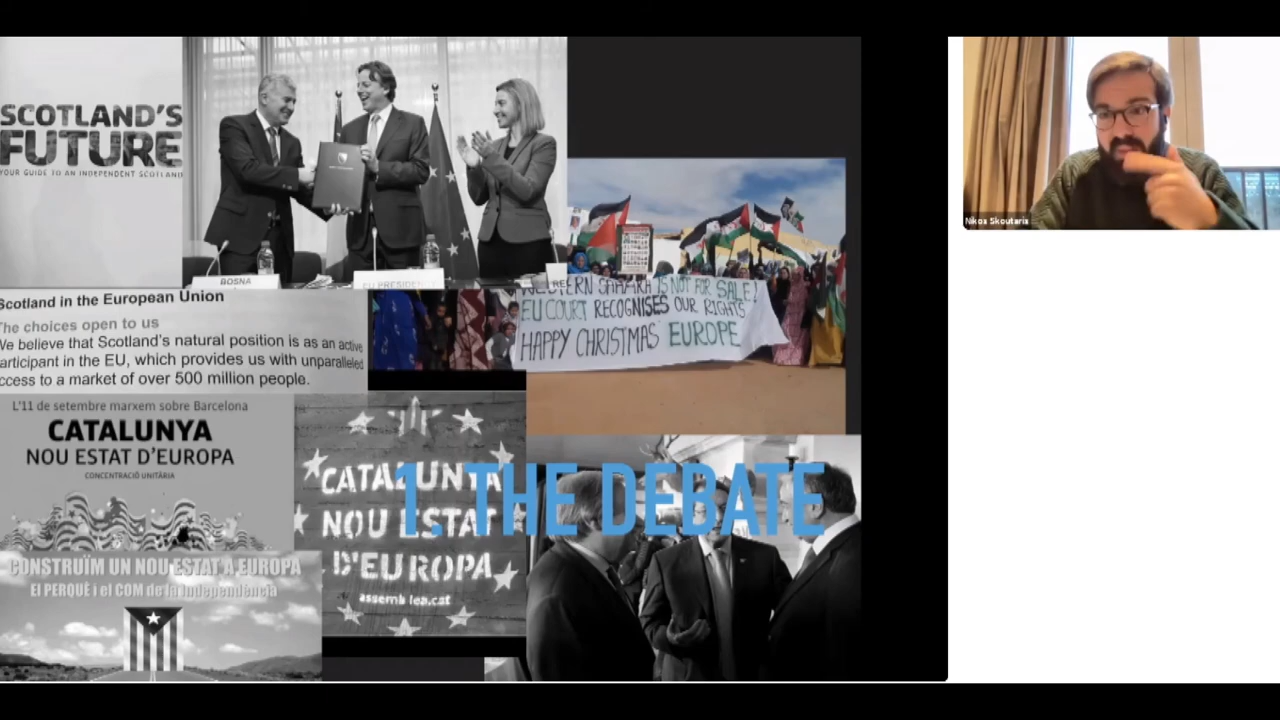 SCOTLAND'S
FUTURE
YOUR GUIDE TO AN INDEPENDENT SCOTLAND
BOSNA
EU PRESIDEN
WESTERN SAHARA IS NOT FOR SALE!
EU COURT RECOGNISES OUR RIGHTS
HAPPY CHRISTMAS EUROPE
Scotland in the European Union
The choices open to us
We believe that Scotland's natural position is as an active
participant in the EU, which provides us with unparalleled
access to a market of over 500 million people.
L'11 de setembre marxem sobre Barcelona
CATALUNYA
NOU ESTAT D'EUROPA
CONCENTRACIÓ UNITÀRIA
CONSTRUÏM UN NOU ESTAT A EUROPA
El PERQUÈ i el COM de la Independència
CATALUNYA
NOU ESTAT
D'EUROPA
assemblea.cat
1. THE DEBATE
Nikos Skoutaris